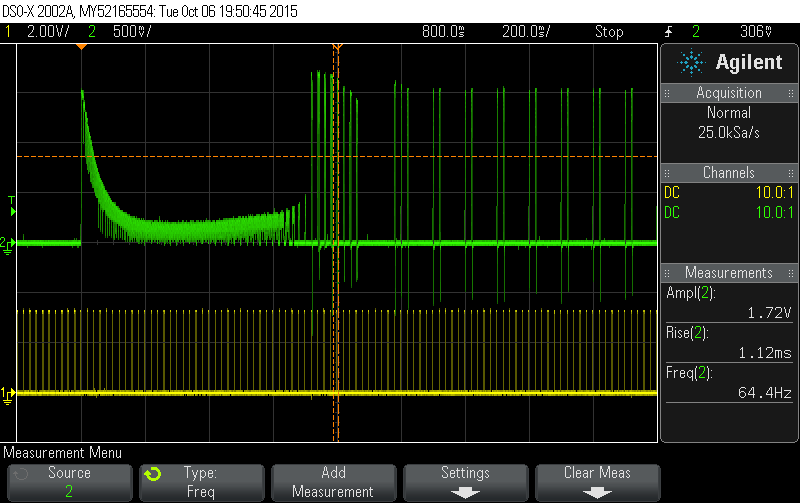 DSO-X 2002A, MY52165554: Tue Oct 06 19:50:45 2015
1 2.00V/ 2 500mV/ 800.0ms 200.0ms/ Stop 2 306mV
Agilent
Acquisition
Normal
25.0kSa/s
Channels
DC 10.0:1
DC 10.0:1
Measurements
Ampl(2):
1.72V
Rise(2):
1.12ms
Freq(2):
64.4Hz
T
2
1
Measurement Menu
Source
2
Type:
Freq
Add
Measurement
Settings
Clear Meas